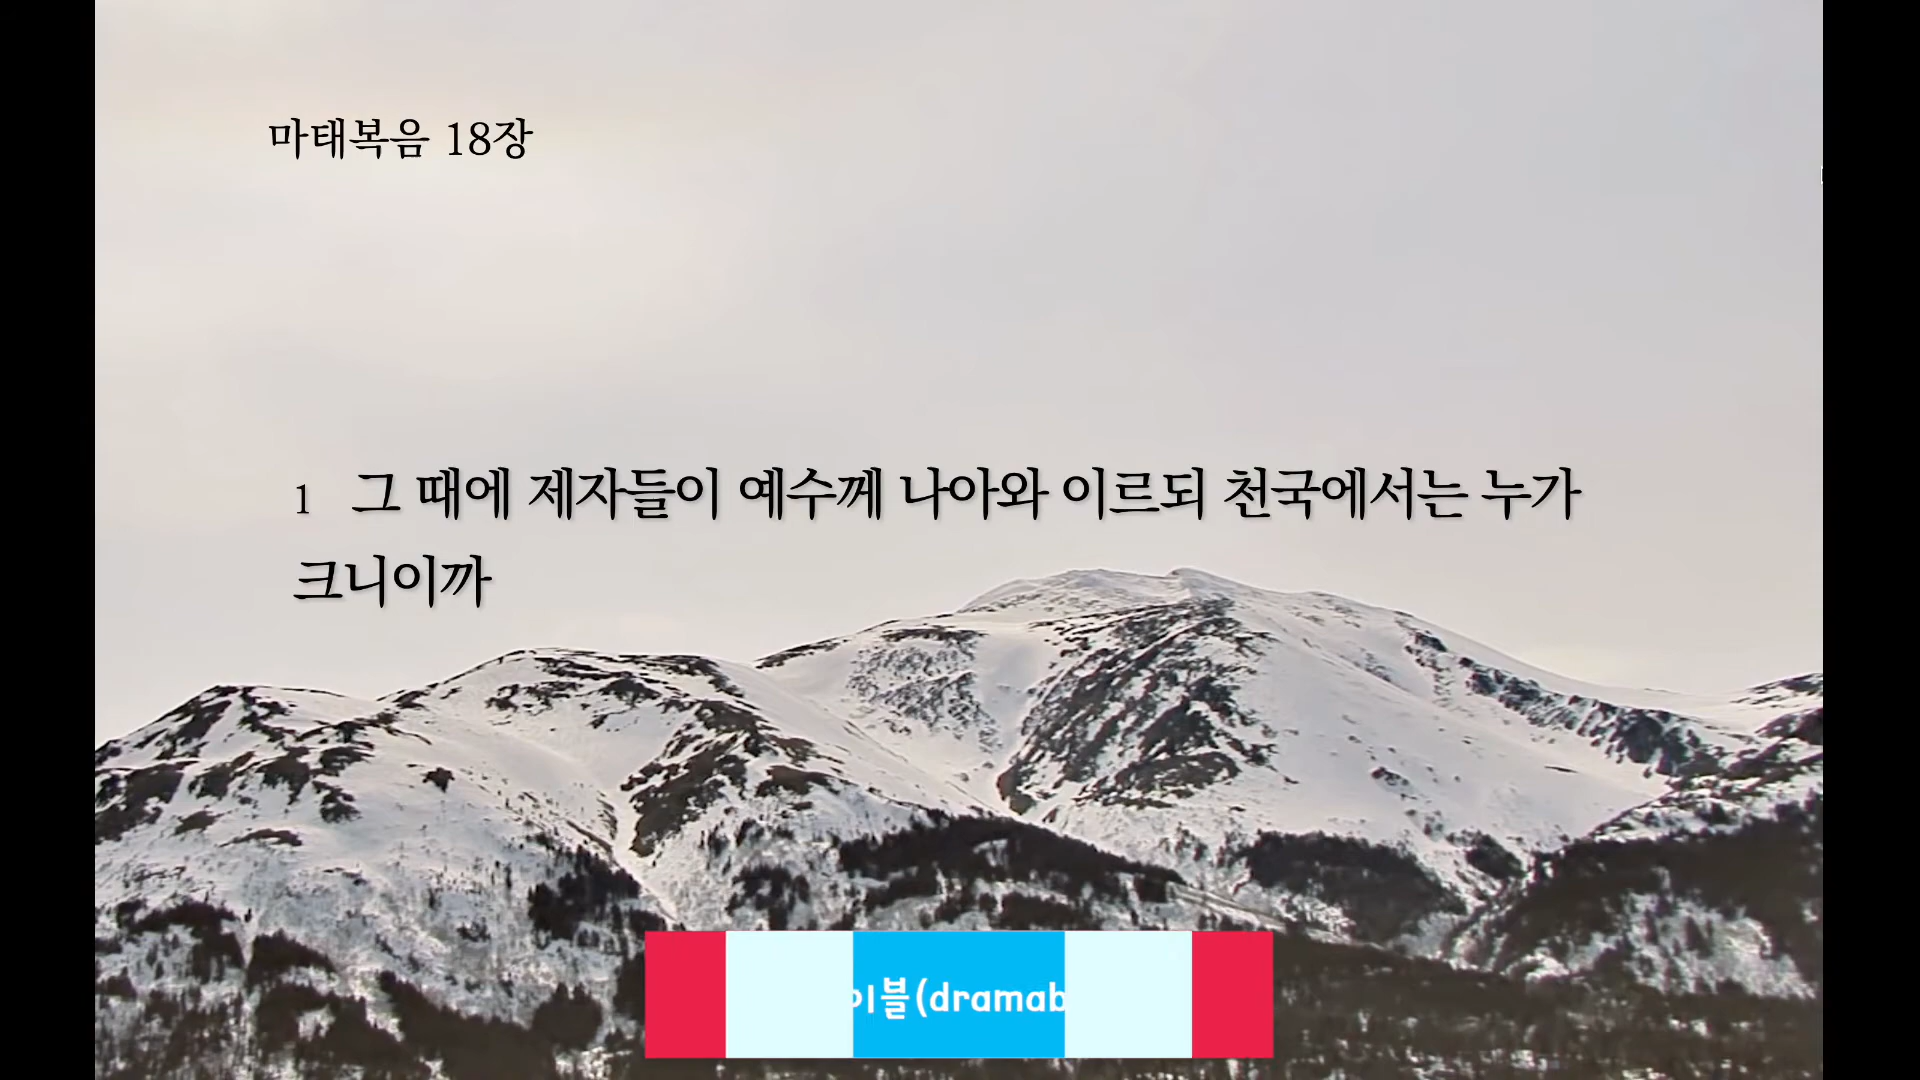 마태복음 18장
1 그 때에 제자들이 예수께 나아와 이르되 천국에서는 누가
크니이까
이블(dramab